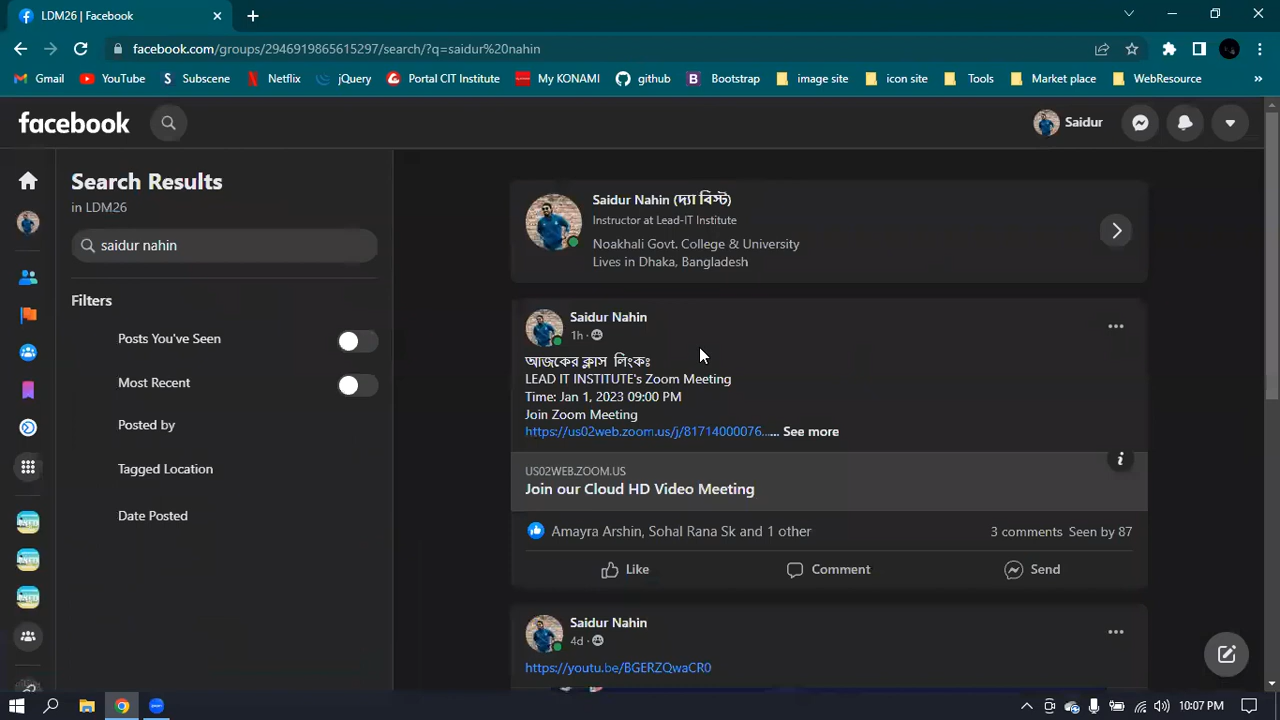 LDM26 | Facebook
facebook.com/groups/2946919865615297/search/?q=saidur%20nahin
Gmail YouTube Subscene Netflix jQuery Portal CIT Institute My KONAMI github Bootstrap image site icon site Tools Market place WebResource »
facebook
Saidur
Search Results
in LDM26
saidur nahin
Filters
Posts You've Seen
Most Recent
Posted by
Tagged Location
Date Posted
Saidur Nahin (দ্যা বিস্ট)
Instructor at Lead-IT Institute
Noakhali Govt. College & University
Lives in Dhaka, Bangladesh
Saidur Nahin
1h ·
আজকের ক্লাস লিংকঃ
LEAD IT INSTITUTE's Zoom Meeting
Time: Jan 1, 2023 09:00 PM
Join Zoom Meeting
https://us02web.zoom.us/j/81714000076...... See more
US02WEB.ZOOM.US
Join our Cloud HD Video Meeting
Amayra Arshin, Sohal Rana Sk and 1 other
3 comments Seen by 87
Like Comment Send
Saidur Nahin
4d ·
https://youtu.be/BGERZQwaCR0
10:07 PM